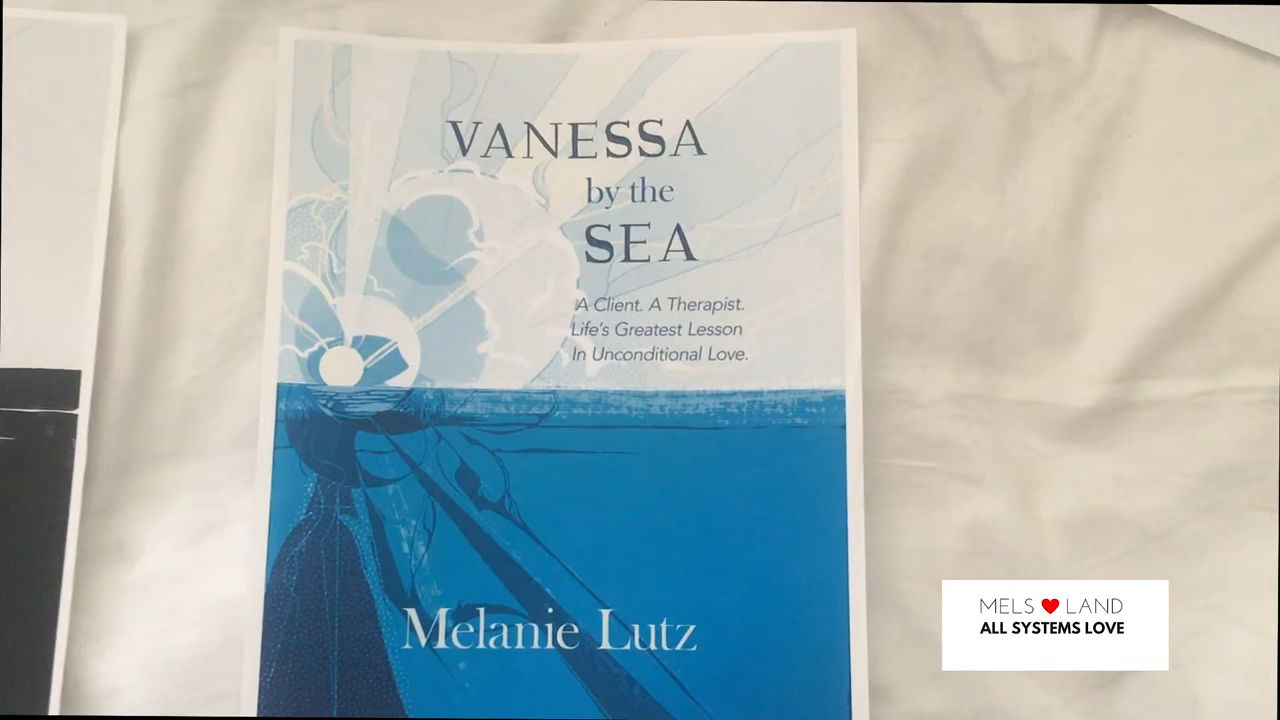 VANESSA
by the
SEA
A Client. A Therapist.
Life's Greatest Lesson
In Unconditional Love.
Melanie Lutz
MELS ❤ LAND
ALL SYSTEMS LOVE